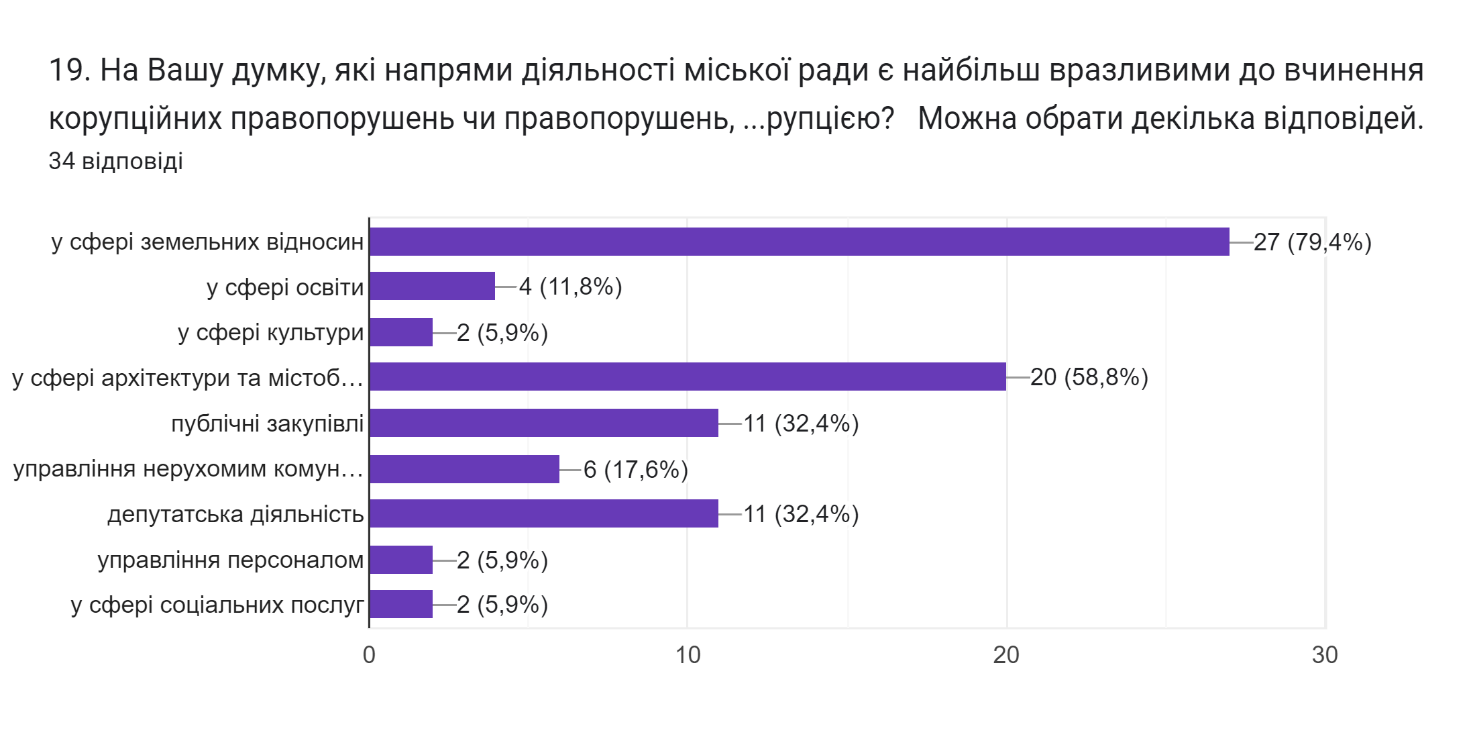 19. На Вашу думку, які напрями діяльності міської ради є найбільш вразливими до вчинення
корупційних правопорушень чи правопорушень, ...рупцією?   Можна обрати декілька відповідей.
34 відповіді
у сфері земельних відносин 27 (79,4%)
у сфері освіти 4 (11,8%)
у сфері культури 2 (5,9%)
у сфері архітектури та містоб… 20 (58,8%)
публічні закупівлі 11 (32,4%)
управління нерухомим комун… 6 (17,6%)
депутатська діяльність 11 (32,4%)
управління персоналом 2 (5,9%)
у сфері соціальних послуг 2 (5,9%)
0 10 20 30